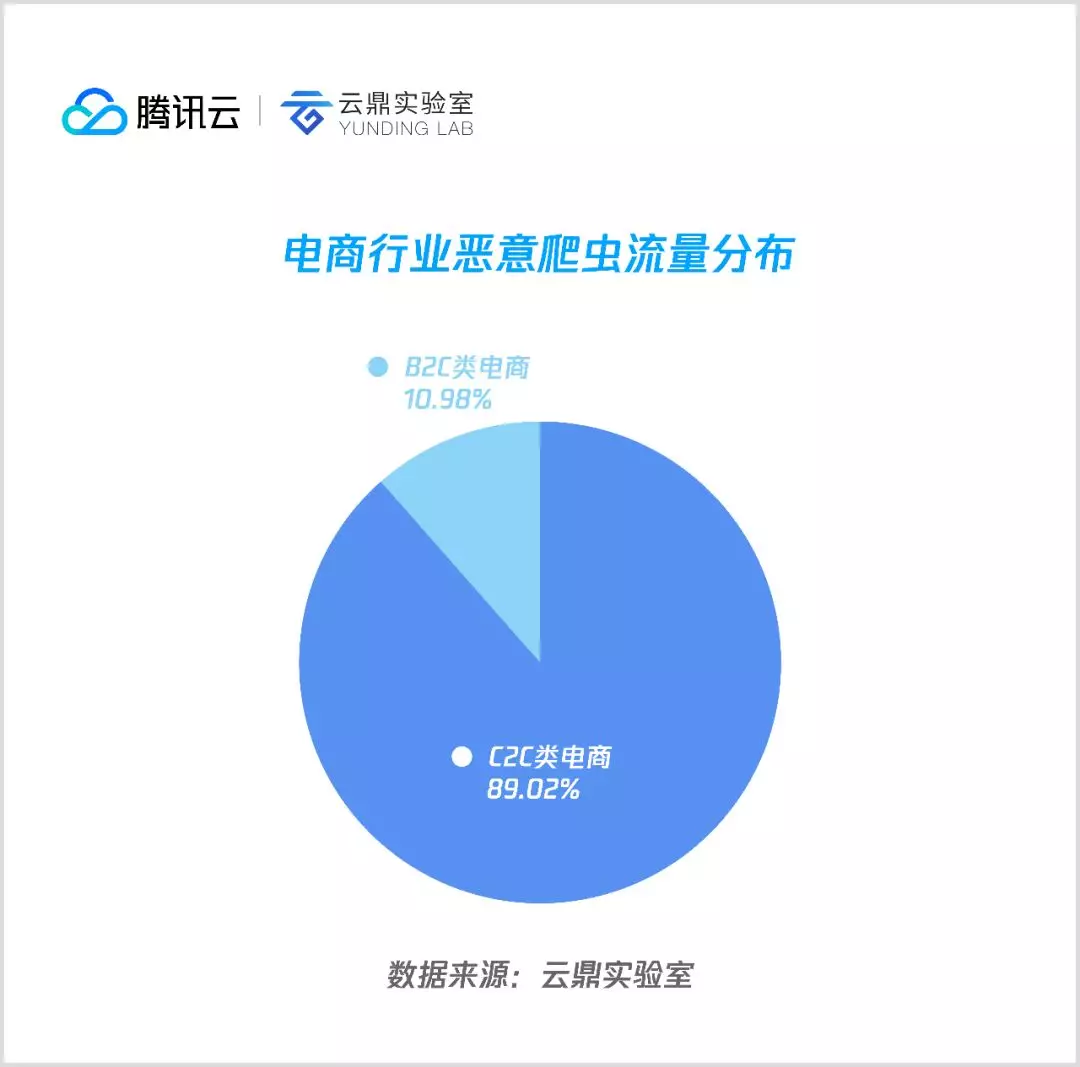 腾讯云
云鼎实验室
YUNDING LAB
电商行业恶意爬虫流量分布
B2C类电商
10.98%
C2C类电商
89.02%
数据来源：云鼎实验室